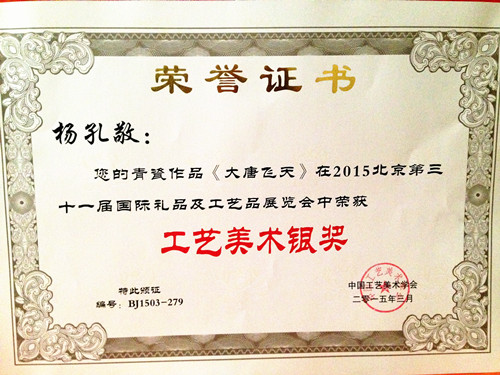 荣誉证书
杨孔敬：
您的青瓷作品《大唐飞天》在2015北京第三
十一届国际礼品及工艺品展览会中荣获
工艺美术银奖
特此颁证
编号：BJ1503-279
中国工艺美术学会
二零一五年三月